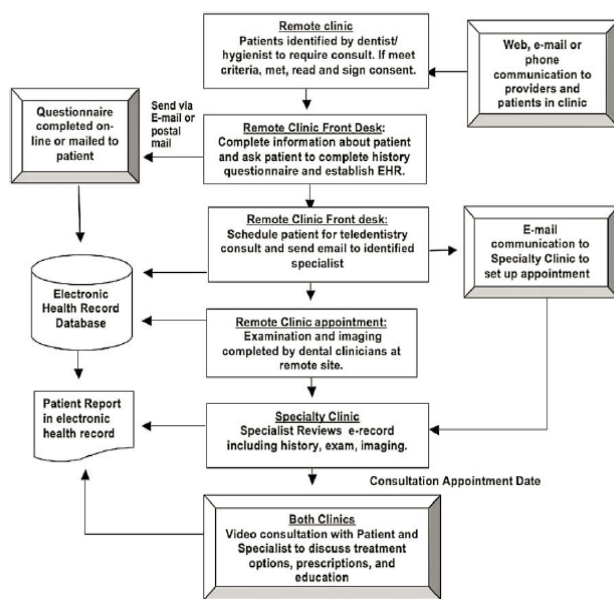 Remote clinic
Patients identified by dentist/
hygienist to require consult. If
meet
criteria, met, read and sign consent.
Web, e-mail or
phone
communication to
providers and
patients in clinic
Questionnaire
completed on-
line or mailed to
patient
Send via
E-mail or
postal
mail
Remote Clinic Front Desk:
Complete information about patient
and ask patient to complete history
questionnaire and establish EHR.
Remote Clinic Front desk:
Schedule patient for teledentistry
consult and send email to identified
specialist
E-mail
communication to
Specialty Clinic to
set up appointment
Electronic
Health Record
Database
Remote Clinic appointment:
Examination and imaging
completed by dental clinicians at
remote site.
Patient Report
in electronic
health record
Specialty Clinic
Specialist Reviews e-record
including history, exam, imaging.
Consultation Appointment Date
Both Clinics
Video consultation with Patient and
Specialist to discuss treatment
options, prescriptions, and
education